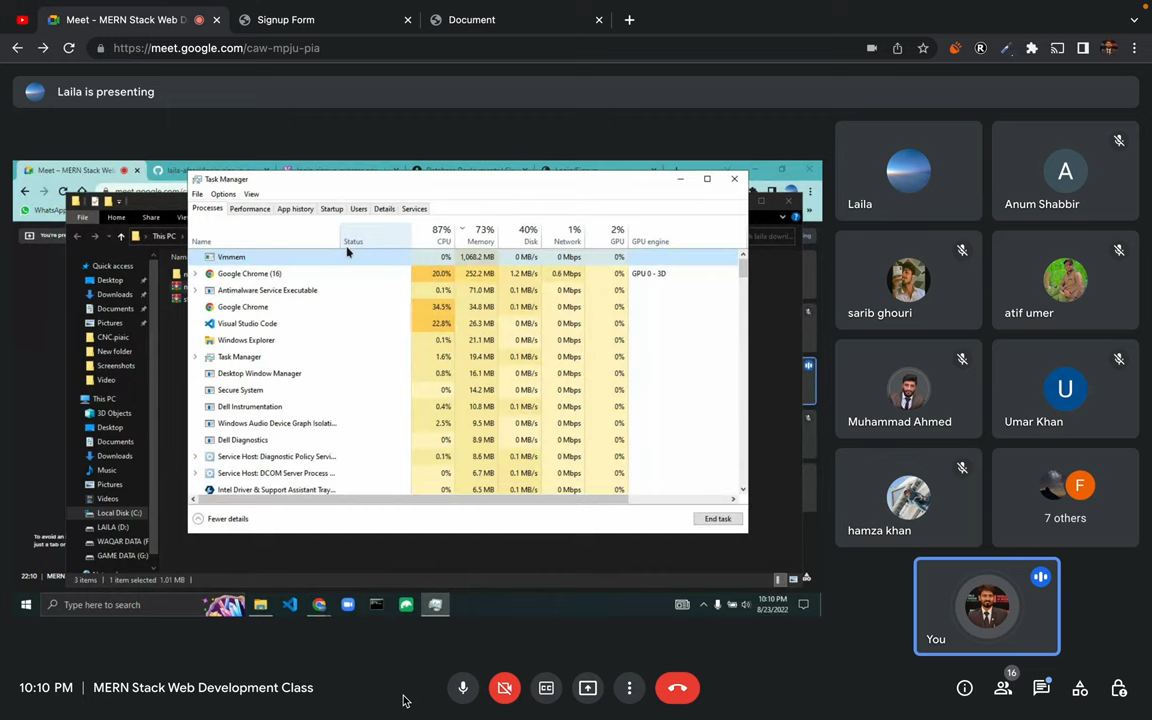 Meet - MERN Stack Web D
Signup Form
Document
https://meet.google.com/caw-mpju-pia
Laila is presenting
Meet – MERN Stack Web
Task Manager
File Options View
Processes Performance App history Startup Users Details Services
87% 73% 40% 1% 2%
Name Status CPU Memory Disk Network GPU GPU engine
Vmmem 0% 1,068.2 MB 0 MB/s 0 Mbps 0%
Google Chrome (16) 20.0% 252.2 MB 1.2 MB/s 0.6 Mbps 0% GPU 0 - 3D
Antimalware Service Executable 0.1% 71.0 MB 0.1 MB/s 0 Mbps 0%
Google Chrome 34.5% 34.8 MB 0.1 MB/s 0 Mbps 0%
Visual Studio Code 22.8% 26.3 MB 0 MB/s 0 Mbps 0%
Windows Explorer 0.1% 21.1 MB 0 MB/s 0 Mbps 0%
Task Manager 1.6% 19.4 MB 0.1 MB/s 0 Mbps 0%
Desktop Window Manager 0.8% 16.1 MB 0 MB/s 0 Mbps 0%
Secure System 0% 14.2 MB 0 MB/s 0 Mbps 0%
Dell Instrumentation 0.4% 10.8 MB 0.1 MB/s 0 Mbps 0%
Windows Audio Device Graph Isolati... 2.5% 9.5 MB 0 MB/s 0 Mbps 0%
Dell Diagnostics 0% 8.9 MB 0 MB/s 0 Mbps 0%
Service Host: Diagnostic Policy Servi... 0.1% 8.6 MB 0 MB/s 0 Mbps 0%
Service Host: DCOM Server Process ... 0% 6.7 MB 0 MB/s 0 Mbps 0%
Intel Driver & Support Assistant Tray... 0% 6.5 MB 0 MB/s 0 Mbps 0%
Fewer details End task
WhatsApp
File Home Share
This PC
Quick access
Desktop
Downloads
Documents
Pictures
CNC.piaic
New folder
Screenshots
Video
This PC
3D Objects
Desktop
Documents
Downloads
Music
Pictures
Videos
Local Disk (C:)
LAILA (D:)
WAQAR DATA (F
GAME DATA (G:)
3 items 1 item selected 1.01 MB
22:10 MERN
Type here to search
10:10 PM
8/23/2022
Laila
A
Anum Shabbir
sarib ghouri
atif umer
Muhammad Ahmed
U
Umar Khan
hamza khan
F
7 others
You
10:10 PM MERN Stack Web Development Class
16